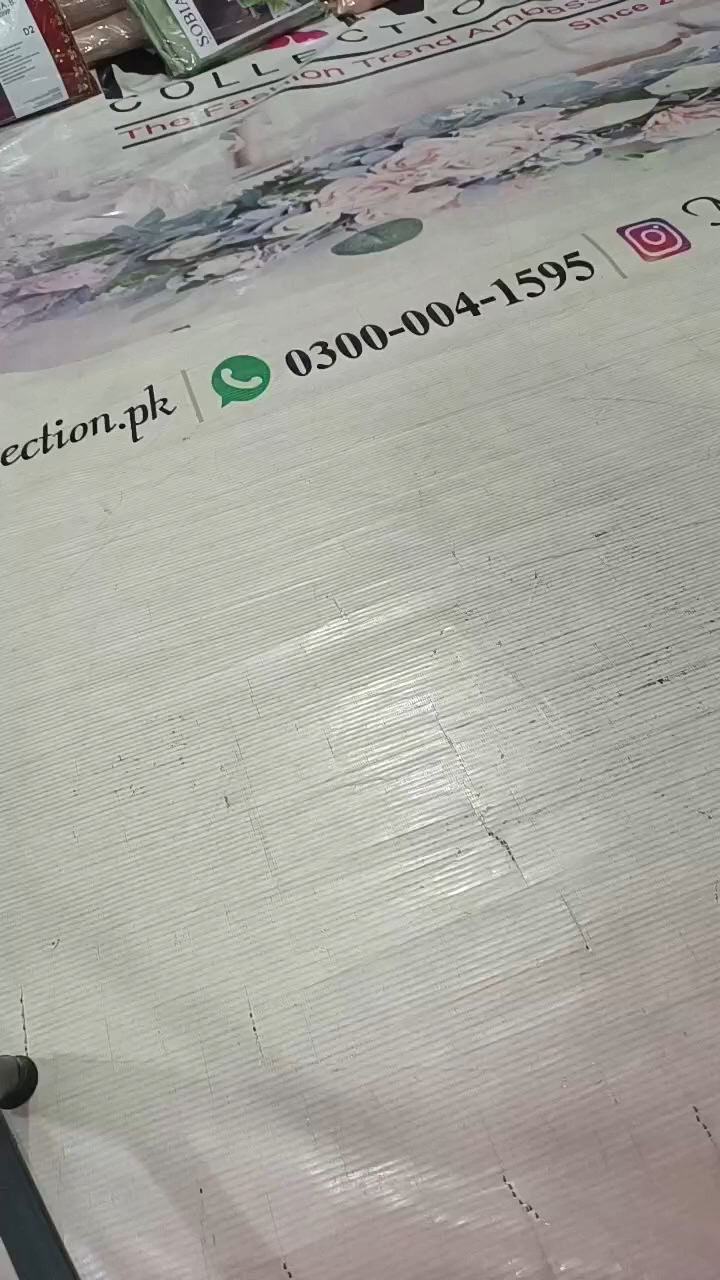 D2
SOBIA
COLLECTIO
The Fashion Trend Ambass
Since 2
ection.pk | 0300-004-1595 |